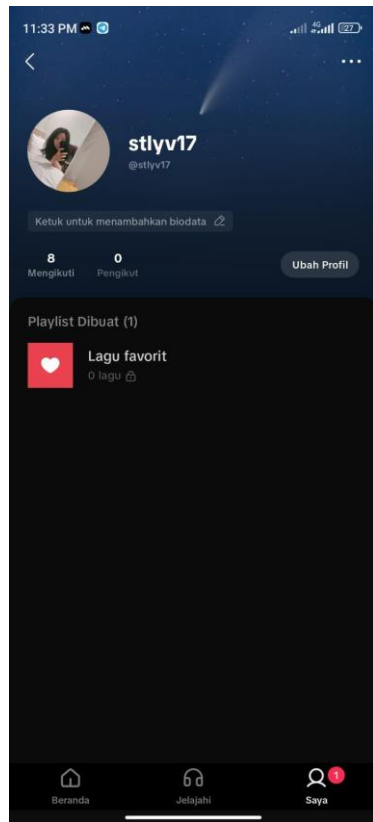 11:33 PM
4G
27
stlyv17
@stlyv17
Ketuk untuk menambahkan biodata
8 0
Mengikuti Pengikut
Ubah Profil
Playlist Dibuat (1)
Lagu favorit
0 lagu
1
Beranda Jelajahi Saya